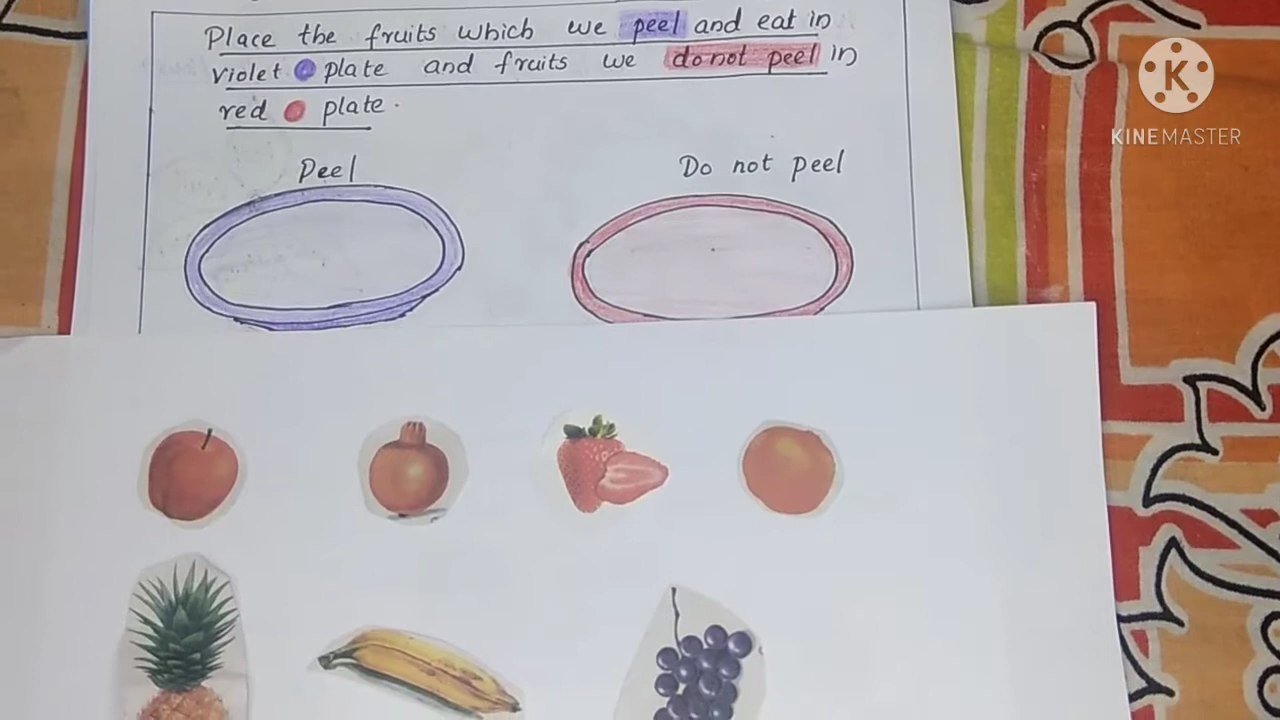 Place the fruits which we peel and eat in
violet plate and fruits we do not peel in
red plate.
Peel
Do not peel
K
KINEMASTER